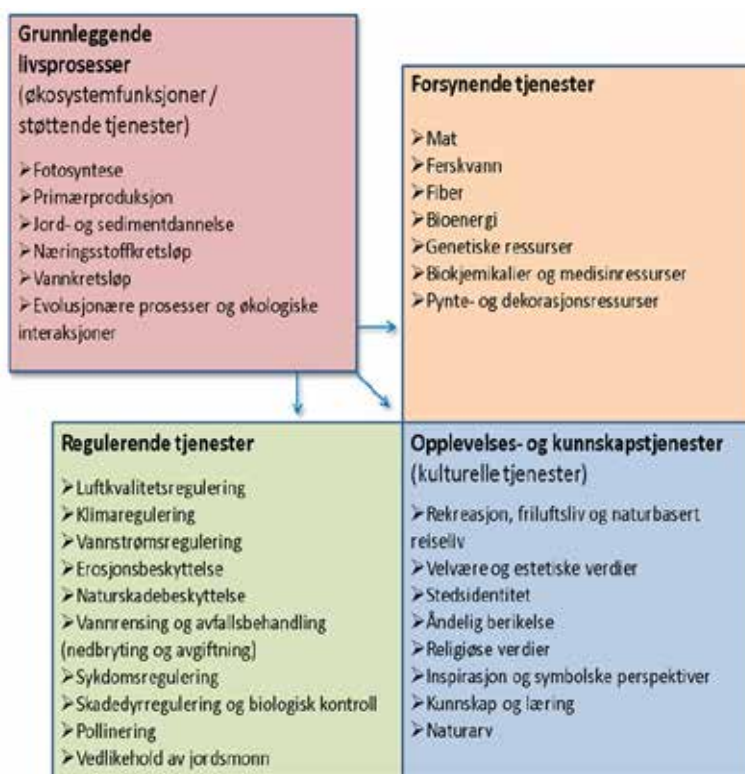 Grunnleggende
livsprosesser
(økosystemfunksjoner /
støttende tjenester)
➢Fotosyntese
➢Primærproduksjon
➢Jord- og sedimentdannelse
➢Næringsstoffkretsløp
➢Vannkretsløp
➢Evolusjonære prosesser og økologiske
interaksjoner
Forsynende tjenester
➢Mat
➢Ferskvann
➢Fiber
➢Bioenergi
➢Genetiske ressurser
➢Biokjemikalier og medisinressurser
➢Pynte- og dekorasjonsressurser
Regulerende tjenester
➢Luftkvalitetsregulering
➢Klimaregulering
➢Vannstrømsregulering
➢Erosjonsbeskyttelse
➢Naturskadebeskyttelse
➢Vannrensing og avfallsbehandling
(nedbryting og avgiftning)
➢Sykdomsregulering
➢Skadedyrregulering og biologisk kontroll
➢Pollinering
➢Vedlikehold av jordsmonn
Opplevelses- og kunnskapstjenester
(kulturelle tjenester)
➢Rekreasjon, friluftsliv og naturbasert
reiseliv
➢Velvære og estetiske verdier
➢Stedsidentitet
➢Åndelig berikelse
➢Religiøse verdier
➢Inspirasjon og symbolske perspektiver
➢Kunnskap og læring
➢Naturarv